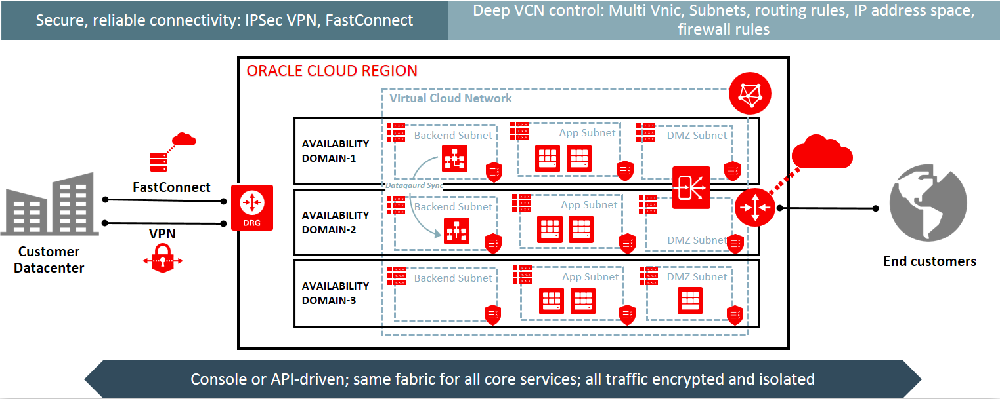 Secure, reliable connectivity: IPSec VPN, FastConnect
Deep VCN control: Multi Vnic, Subnets, routing rules, IP address space,
firewall rules
ORACLE CLOUD REGION
Virtual Cloud Network
AVAILABILITY
DOMAIN-1
Backend Subnet
App Subnet
DMZ Subnet
Datagaurd Sync
AVAILABILITY
DOMAIN-2
Backend Subnet
App Subnet
DMZ Subnet
AVAILABILITY
DOMAIN-3
Backend Subnet
App Subnet
DMZ Subnet
FastConnect
VPN
DRG
Customer
Datacenter
End customers
Console or API-driven; same fabric for all core services; all traffic encrypted and isolated